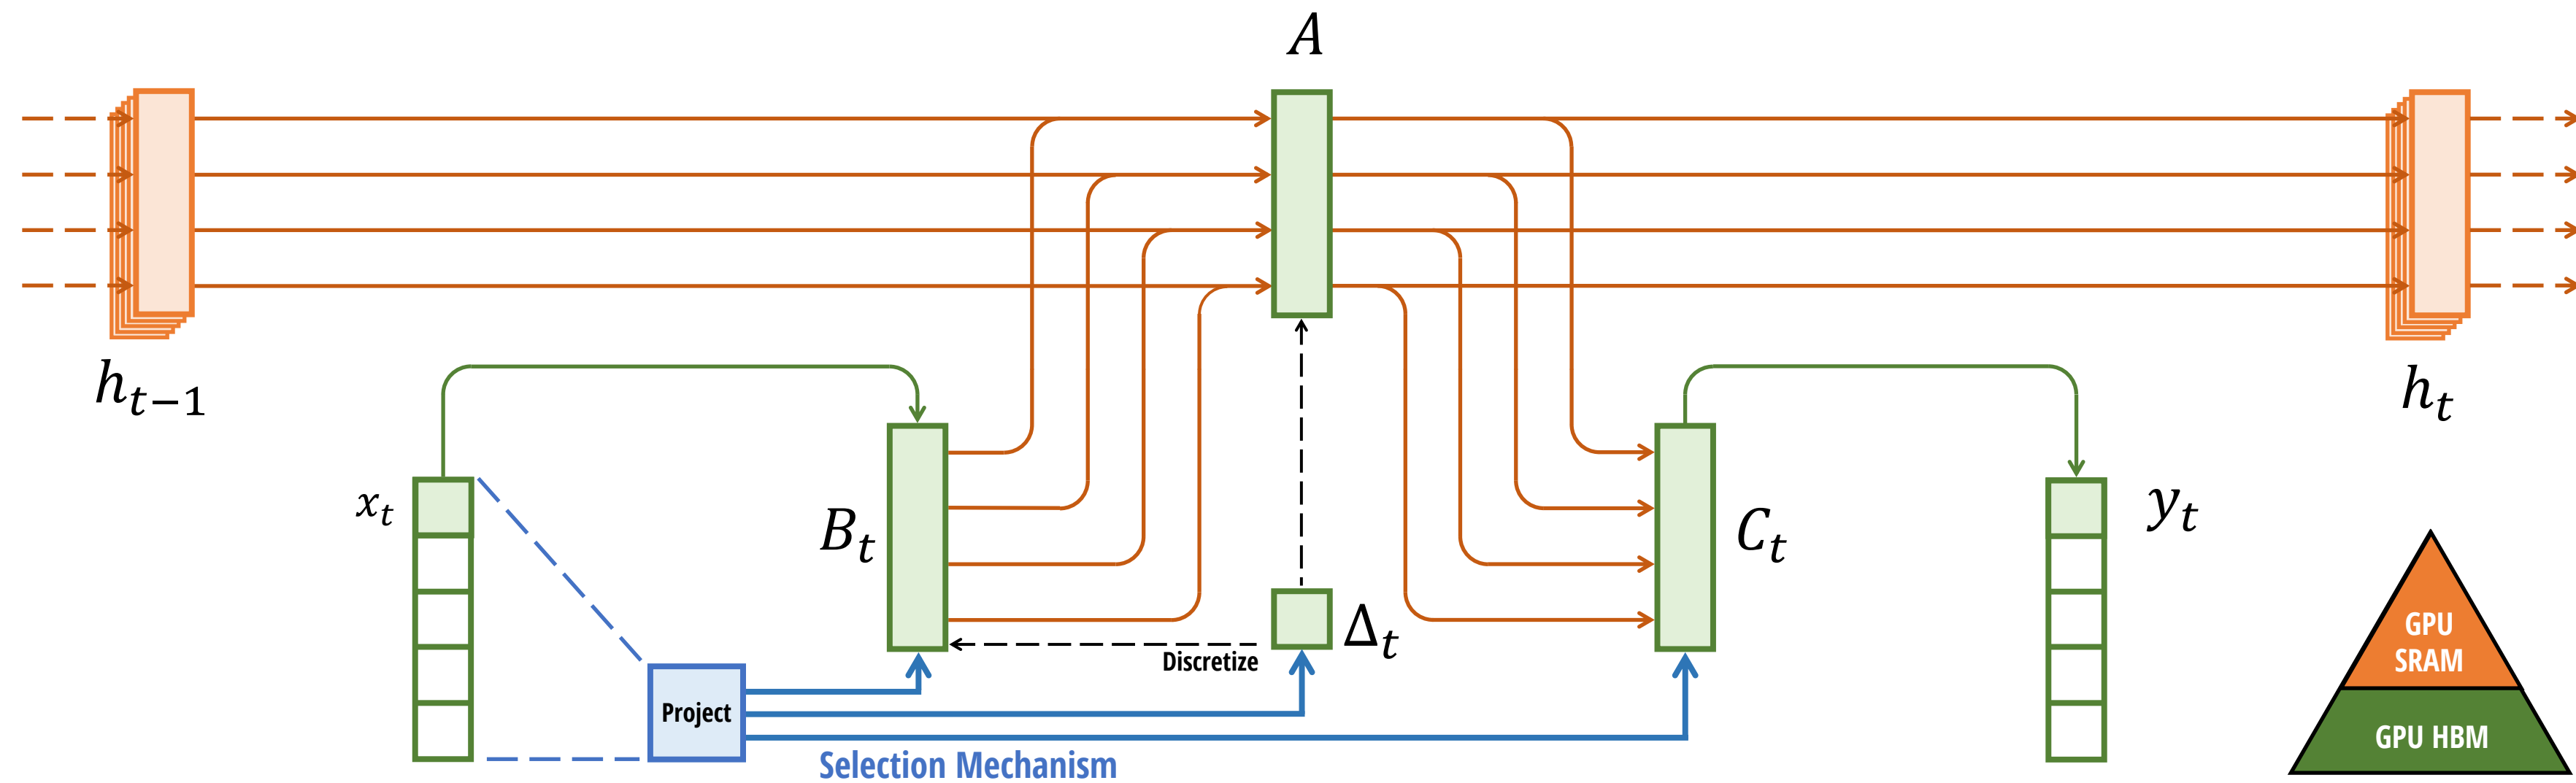 A
h_{t-1}
h_t
x_t
B_t
C_t
y_t
Δ_t
Discretize
Project
Selection Mechanism
GPU
SRAM
GPU HBM